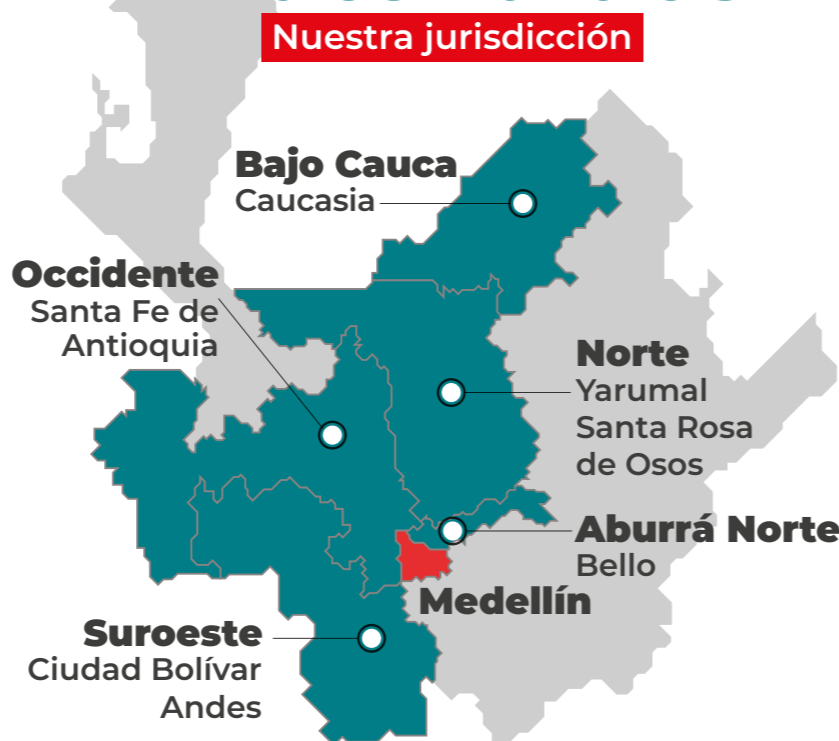 Nuestra jurisdicción
Bajo Cauca
Caucasia
Occidente
Santa Fe de
Antioquia
Norte
Yarumal
Santa Rosa
de Osos
Aburrá Norte
Bello
Medellín
Suroeste
Ciudad Bolívar
Andes